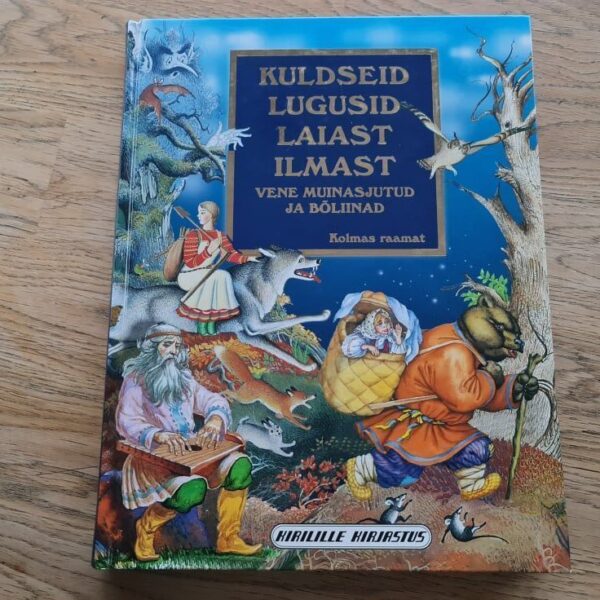 KULDSEID
LUGUSID
LAIAST
ILMAST
VENE MUINASJUTUD
JA BÕLIINAD
Kolmas raamat
KIRILILLE KIRJASTUS